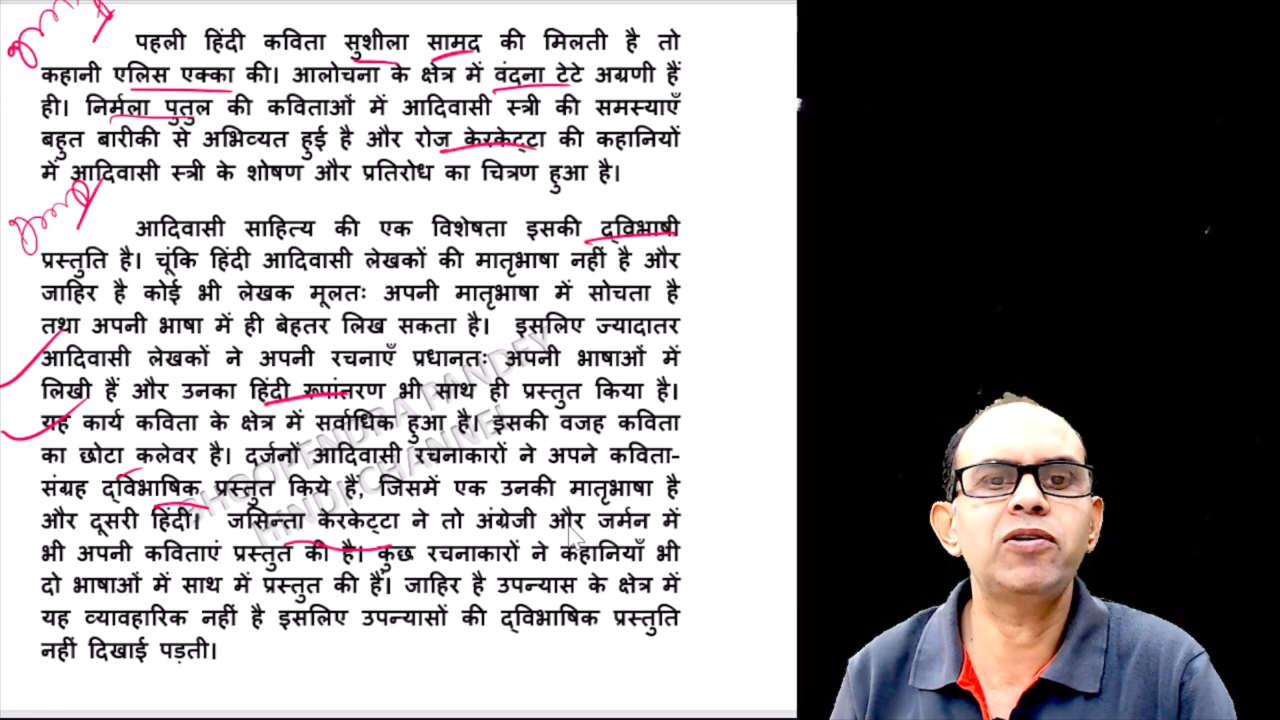 पहली हिंदी कविता सुशीला सामद की मिलती है तो
कहानी एलिस एक्का की। आलोचना के क्षेत्र में वंदना टेटे अग्रणी हैं
ही। निर्मला पुतुल की कविताओं में आदिवासी स्त्री की समस्याएँ
बहुत बारीकी से अभिव्यत हुई है और रोज केरकेट्टा की कहानियों
में आदिवासी स्त्री के शोषण और प्रतिरोध का चित्रण हुआ है।
आदिवासी साहित्य की एक विशेषता इसकी द्विभाषी
प्रस्तुति है। चूंकि हिंदी आदिवासी लेखकों की मातृभाषा नहीं है और
जाहिर है कोई भी लेखक मूलतः अपनी मातृभाषा में सोचता है
तथा अपनी भाषा में ही बेहतर लिख सकता है। इसलिए ज्यादातर
आदिवासी लेखकों ने अपनी रचनाएँ प्रधानतः अपनी भाषाओं में
लिखी हैं और उनका हिंदी रूपांतरण भी साथ ही प्रस्तुत किया है।
यह कार्य कविता के क्षेत्र में सर्वाधिक हुआ है। इसकी वजह कविता
का छोटा कलेवर है। दर्जनों आदिवासी रचनाकारों ने अपने कविता-
संग्रह द्विभाषिक प्रस्तुत किये हैं, जिसमें एक उनकी मातृभाषा है
और दूसरी हिंदी। जसिन्ता केरकेट्टा ने तो अंग्रेजी और जर्मन में
भी अपनी कविताएं प्रस्तुत की है। कुछ रचनाकारों ने कहानियाँ भी
दो भाषाओं में साथ में प्रस्तुत की हैं। जाहिर है उपन्यास के क्षेत्र में
यह व्यावहारिक नहीं है इसलिए उपन्यासों की द्विभाषिक प्रस्तुति
नहीं दिखाई पड़ती।
BHOOPENDRA PANDEY
HINDI CHANNEL